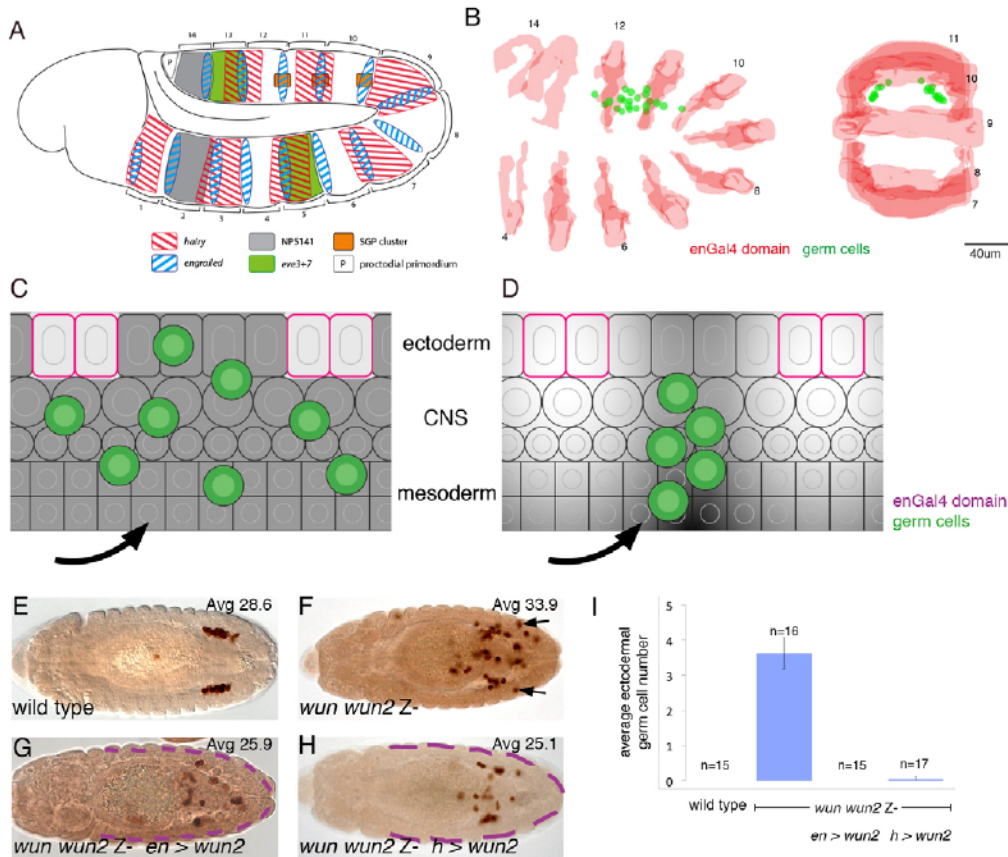 A
14 13 12 11 10
9
8
7
1 2 3 4 5 6
P
hairy NP5141 SGP cluster
engrailed eve3+7 P proctodial primordium
B
14 12 10
4 6 8
11
10
9
8
7
enGal4 domain germ cells
40um
C
D
ectoderm
CNS
mesoderm
enGal4 domain
germ cells
E Avg 28.6
wild type
F Avg 33.9
wun wun2 Z-
G Avg 25.9
wun wun2 Z- en > wun2
H Avg 25.1
wun wun2 Z- h > wun2
I
average ectodermal
germ cell number
5
4
3
2
1
0
n=15 n=16 n=15 n=17
wild type wun wun2 Z-
en > wun2 h > wun2